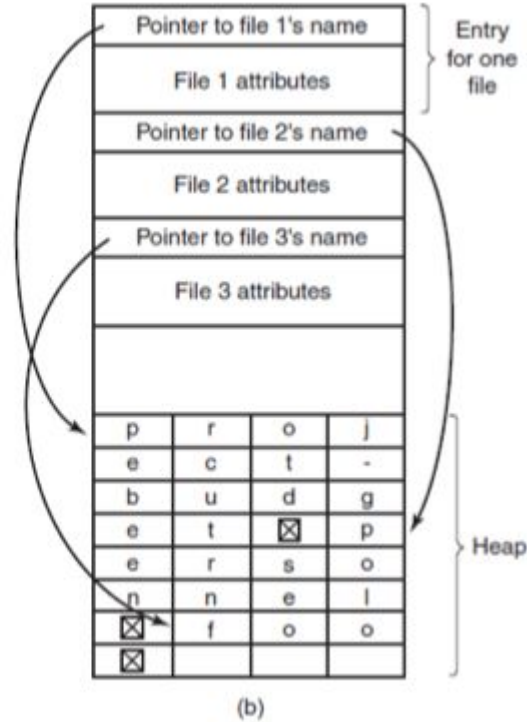 Pointer to file 1's name
Entry
for one
file
File 1 attributes
Pointer to file 2's name
File 2 attributes
Pointer to file 3's name
File 3 attributes
p r o j
e c t -
b u d g
e t ☒ p
e r s o
n n e l
☒ f o o
☒
Heap
(b)